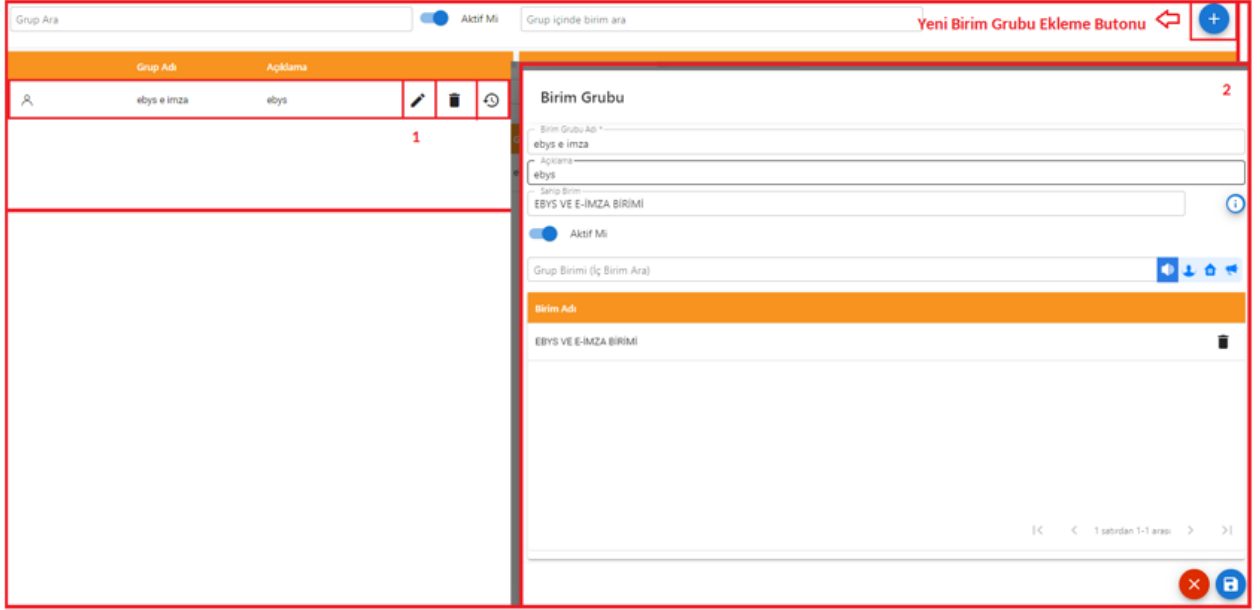 Grup Ara
Aktif Mi
Grup içinde birim ara
Yeni Birim Grubu Ekleme Butonu
Grup Adı Açıklama
ebys e imza ebys
1
2
Birim Grubu
Birim Grubu Adı *
ebys e imza
Açıklama
ebys
Sahip Birim
EBYS VE E-İMZA BİRİMİ
Aktif Mi
Grup Birimi (İç Birim Ara)
Birim Adı
EBYS VE E-İMZA BİRİMİ
1 satırdan 1-1 arası